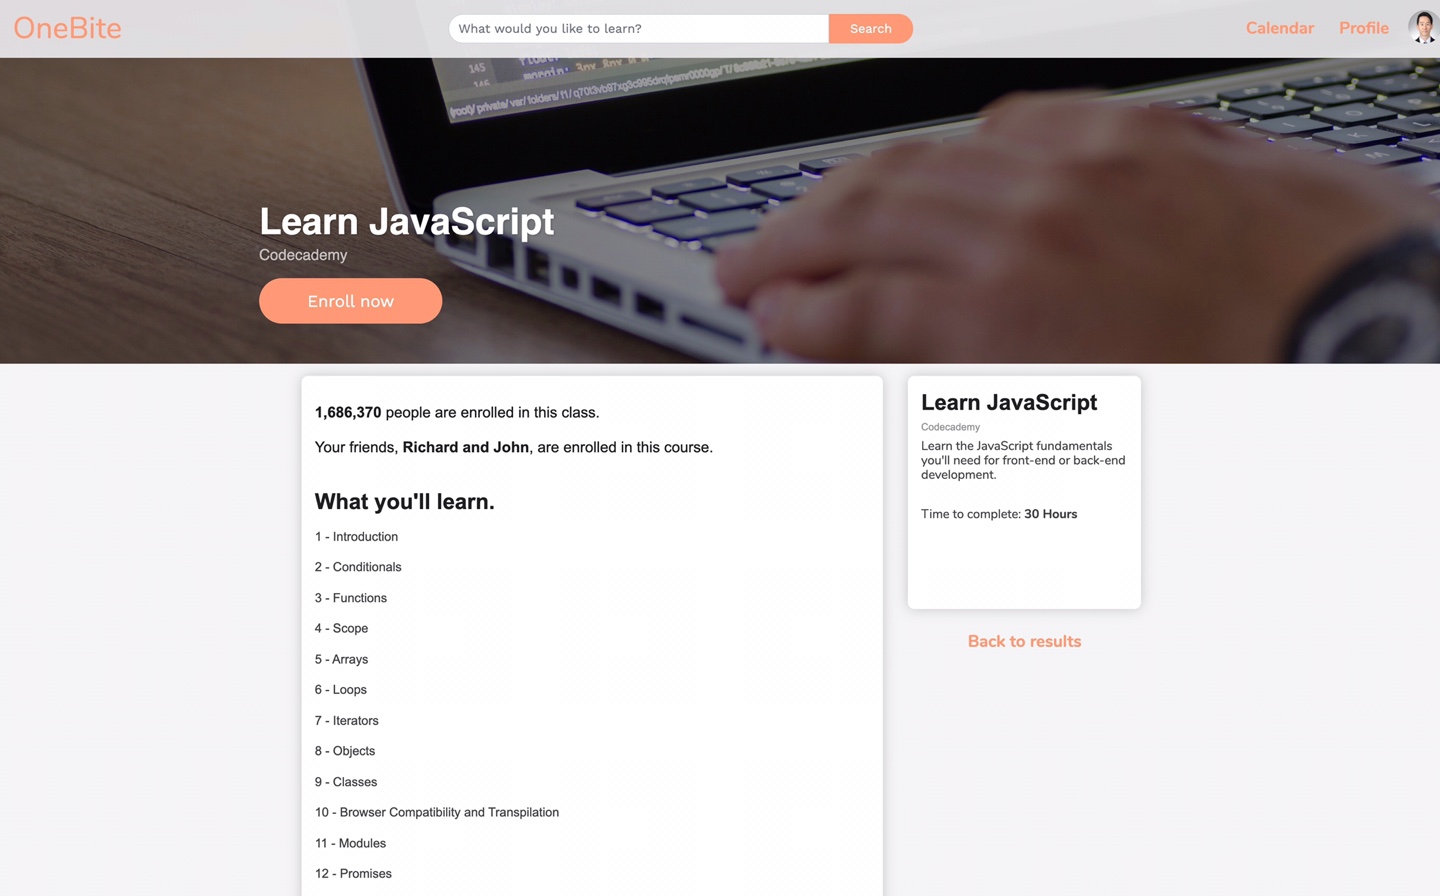 OneBite
What would you like to learn?
Search
Calendar
Profile
145
146
Learn JavaScript
Codecademy
Enroll now
1,686,370 people are enrolled in this class.
Your friends, Richard and John, are enrolled in this course.
What you'll learn.
1 - Introduction
2 - Conditionals
3 - Functions
4 - Scope
5 - Arrays
6 - Loops
7 - Iterators
8 - Objects
9 - Classes
10 - Browser Compatibility and Transpilation
11 - Modules
12 - Promises
Learn JavaScript
Codecademy
Learn the JavaScript fundamentals
you'll need for front-end or back-end
development.
Time to complete: 30 Hours
Back to results